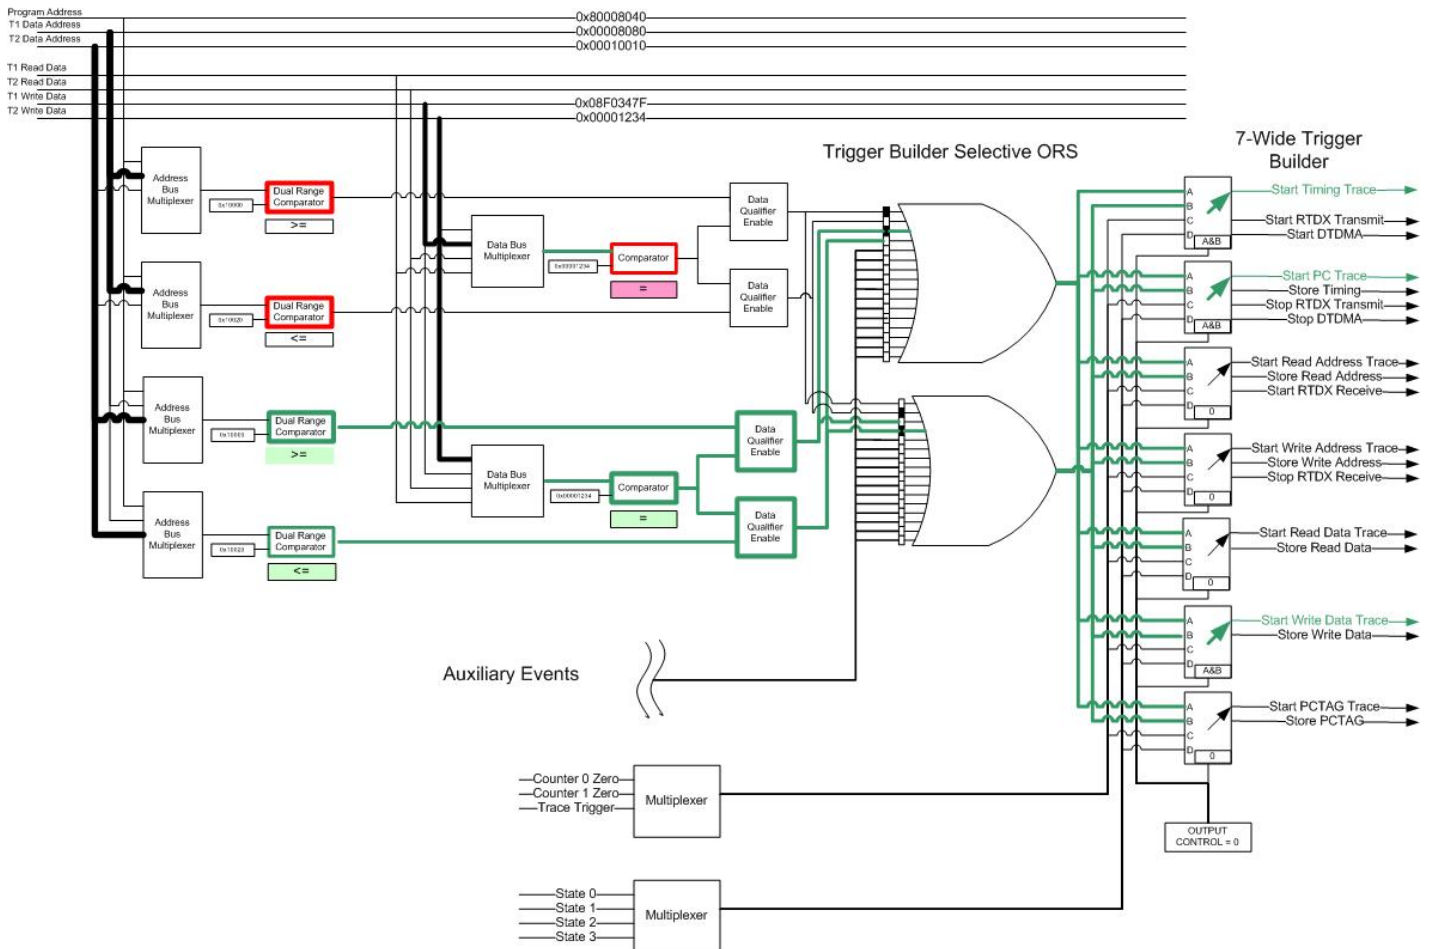 Program Address
0x80008040
T1 Data Address
0x00008080
T2 Data Address
0x00010010
T1 Read Data
T2 Read Data
T1 Write Data
0x08F0347F
T2 Write Data
0x00001234
Trigger Builder Selective ORS
7-Wide Trigger
Builder
Address
Bus
Multiplexer
0x10000
Dual Range
Comparator
>=
Address
Bus
Multiplexer
0x10020
Dual Range
Comparator
<=
Address
Bus
Multiplexer
Dual Range
Comparator
>=
Address
Bus
Multiplexer
Dual Range
Comparator
<=
Data Bus
Multiplexer
0x00001234
Comparator
=
Data Bus
Multiplexer
0x00001234
Comparator
=
Data
Qualifier
Enable
Data
Qualifier
Enable
Data
Qualifier
Enable
Data
Qualifier
Enable
A
B
C
D
A&B
Start Timing Trace
Start RTDX Transmit
Start DTDMA
A
B
C
D
A&B
Start PC Trace
Store Timing
Stop RTDX Transmit
Stop DTDMA
A
B
C
D
0
Start Read Address Trace
Store Read Address
Start RTDX Receive
A
B
C
D
0
Start Write Address Trace
Store Write Address
Stop RTDX Receive
A
B
C
D
0
Start Read Data Trace
Store Read Data
A
B
C
D
A&B
Start Write Data Trace
Store Write Data
A
B
C
D
0
Start PCTAG Trace
Store PCTAG
Auxiliary Events
Counter 0 Zero
Counter 1 Zero
Trace Trigger
Multiplexer
OUTPUT
CONTROL = 0
State 0
State 1
State 2
State 3
Multiplexer